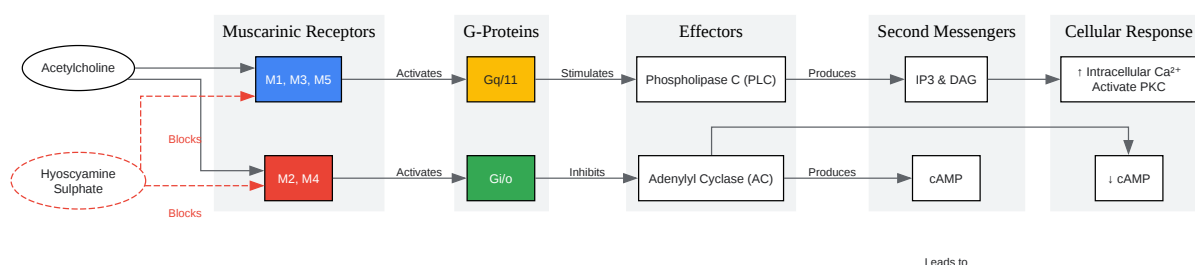 Muscarinic Receptors
G-Proteins
Effectors
Second Messengers
Cellular Response
Acetylcholine
M1, M3, M5
Activates
Gq/11
Stimulates
Phospholipase C (PLC)
Produces
IP3 & DAG
↑ Intracellular Ca²⁺
Activate PKC
Blocks
Hyoscyamine
Sulphate
M2, M4
Activates
Gi/o
Inhibits
Adenylyl Cyclase (AC)
Produces
cAMP
↓ cAMP
Blocks
Leads to